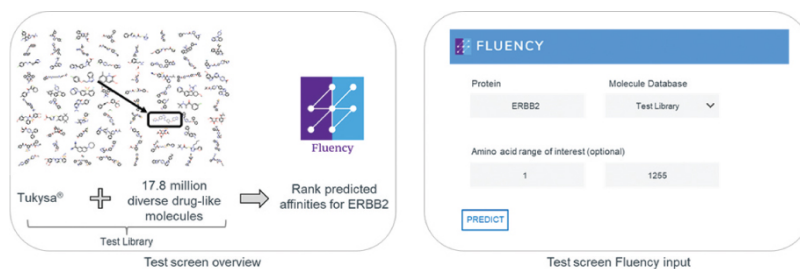 Fluency
Tukysa®
17.8 million
diverse drug-like
molecules
Rank predicted
affinities for ERBB2
Test Library
Test screen overview
FLUENCY
Protein
Molecule Database
ERBB2
Test Library
Amino acid range of interest (optional)
1
1255
PREDICT
Test screen Fluency input